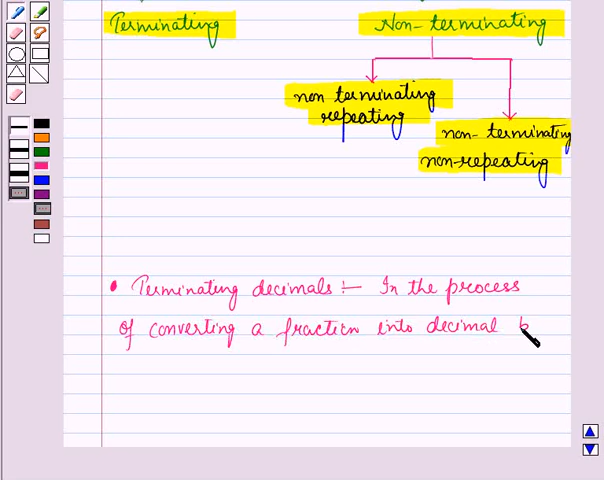 Terminating
Non-terminating
non terminating
repeating
non-terminating
non-repeating
• Terminating decimals :- In the process
of converting a fraction into decimal b